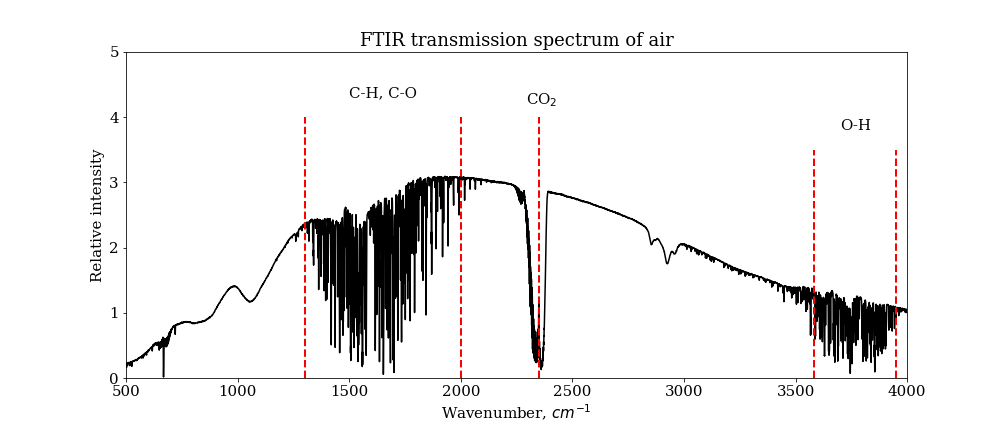 FTIR transmission spectrum of air
5
4
3
2
1
0
Relative intensity
C-H, C-O
CO₂
O-H
500
1000
1500
2000
2500
3000
3500
4000
Wavenumber, cm⁻¹